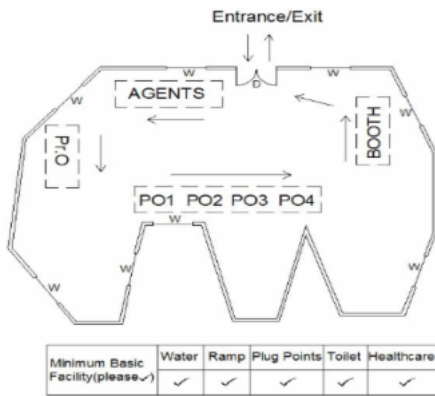 Entrance/Exit
W
W
D
AGENTS
W
W
Pr.O
BOOTH
PO1 PO2 PO3 PO4
W
W
W
W
Minimum Basic Facility(please✓)
Water
Ramp
Plug Points
Toilet
Healthcare
✓ ✓ ✓ ✓ ✓